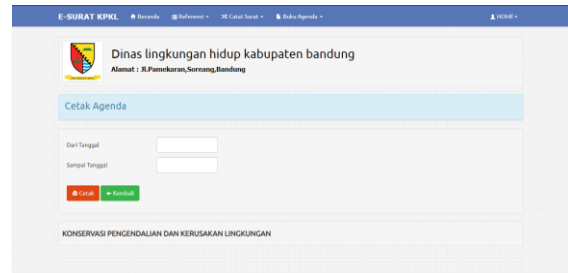 E-SURAT KPKL Beranda Referensi Catat Surat Buku Agenda HOME
Dinas lingkungan hidup kabupaten bandung
Alamat : Jl.Pamekaran,Soreang,Bandung
Cetak Agenda
Dari Tanggal
Sampai Tanggal
Cetak Kembali
KONSERVASI PENGENDALIAN DAN KERUSAKAN LINGKUNGAN